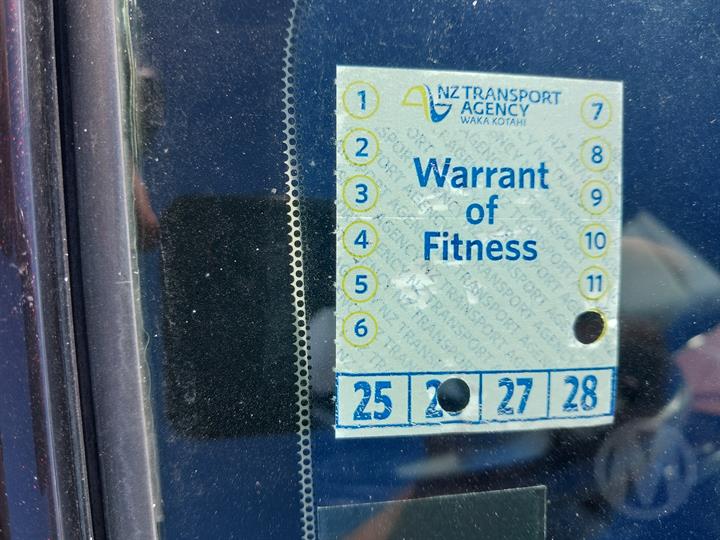 NZ TRANSPORT
AGENCY
WAKA KOTAHI
Warrant
of
Fitness
1
2
3
4
5
6
7
8
9
10
11
25
27
28